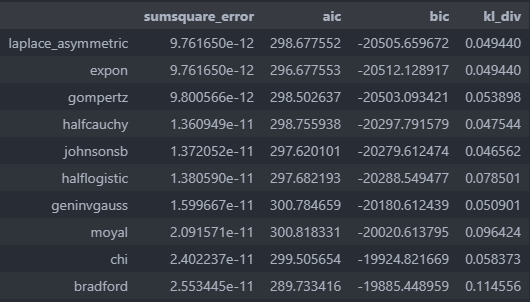 sumsquare_error aic bic kl_div
laplace_asymmetric 9.761650e-12 298.677552 -20505.659672 0.049440
expon 9.761650e-12 296.677553 -20512.128917 0.049440
gompertz 9.800566e-12 298.502637 -20503.093421 0.053898
halfcauchy 1.360949e-11 298.755938 -20297.791579 0.047544
johnsonsb 1.372052e-11 297.620101 -20279.612474 0.046562
halflogistic 1.380590e-11 297.682193 -20288.549477 0.078501
geninvgauss 1.599667e-11 300.784659 -20180.612439 0.050901
moyal 2.091571e-11 300.818331 -20020.613795 0.096424
chi 2.402237e-11 299.505654 -19924.821669 0.058373
bradford 2.553445e-11 289.733416 -19885.448959 0.114556